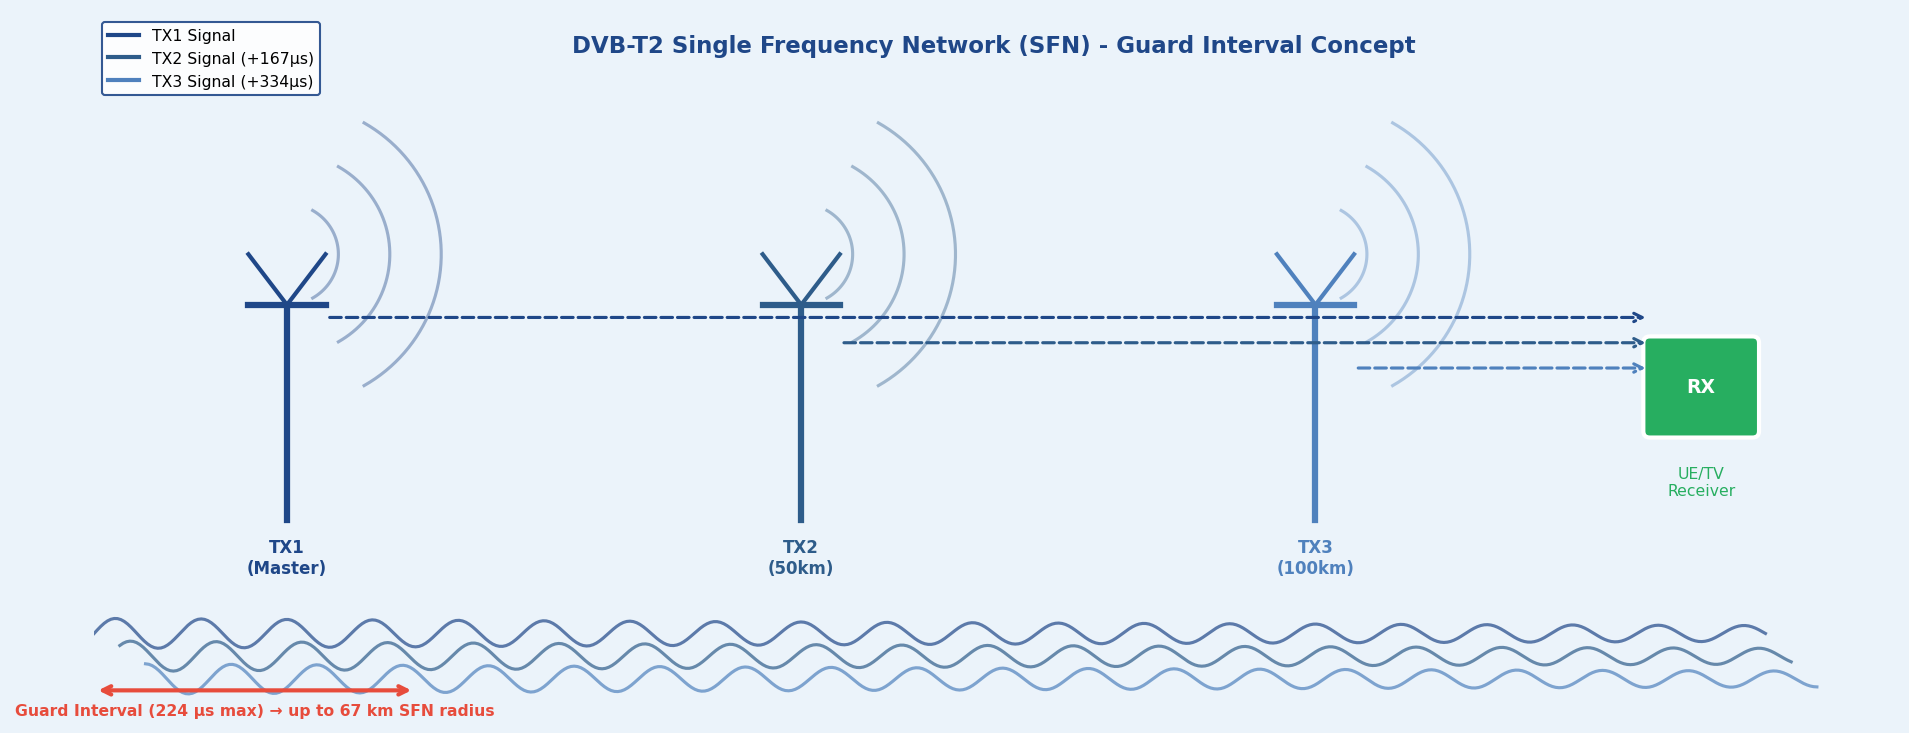 DVB-T2 Single Frequency Network (SFN) - Guard Interval Concept
TX1 Signal
TX2 Signal (+167μs)
TX3 Signal (+334μs)
RX
UE/TV
Receiver
TX1
(Master)
TX2
(50km)
TX3
(100km)
Guard Interval (224 μs max) → up to 67 km SFN radius